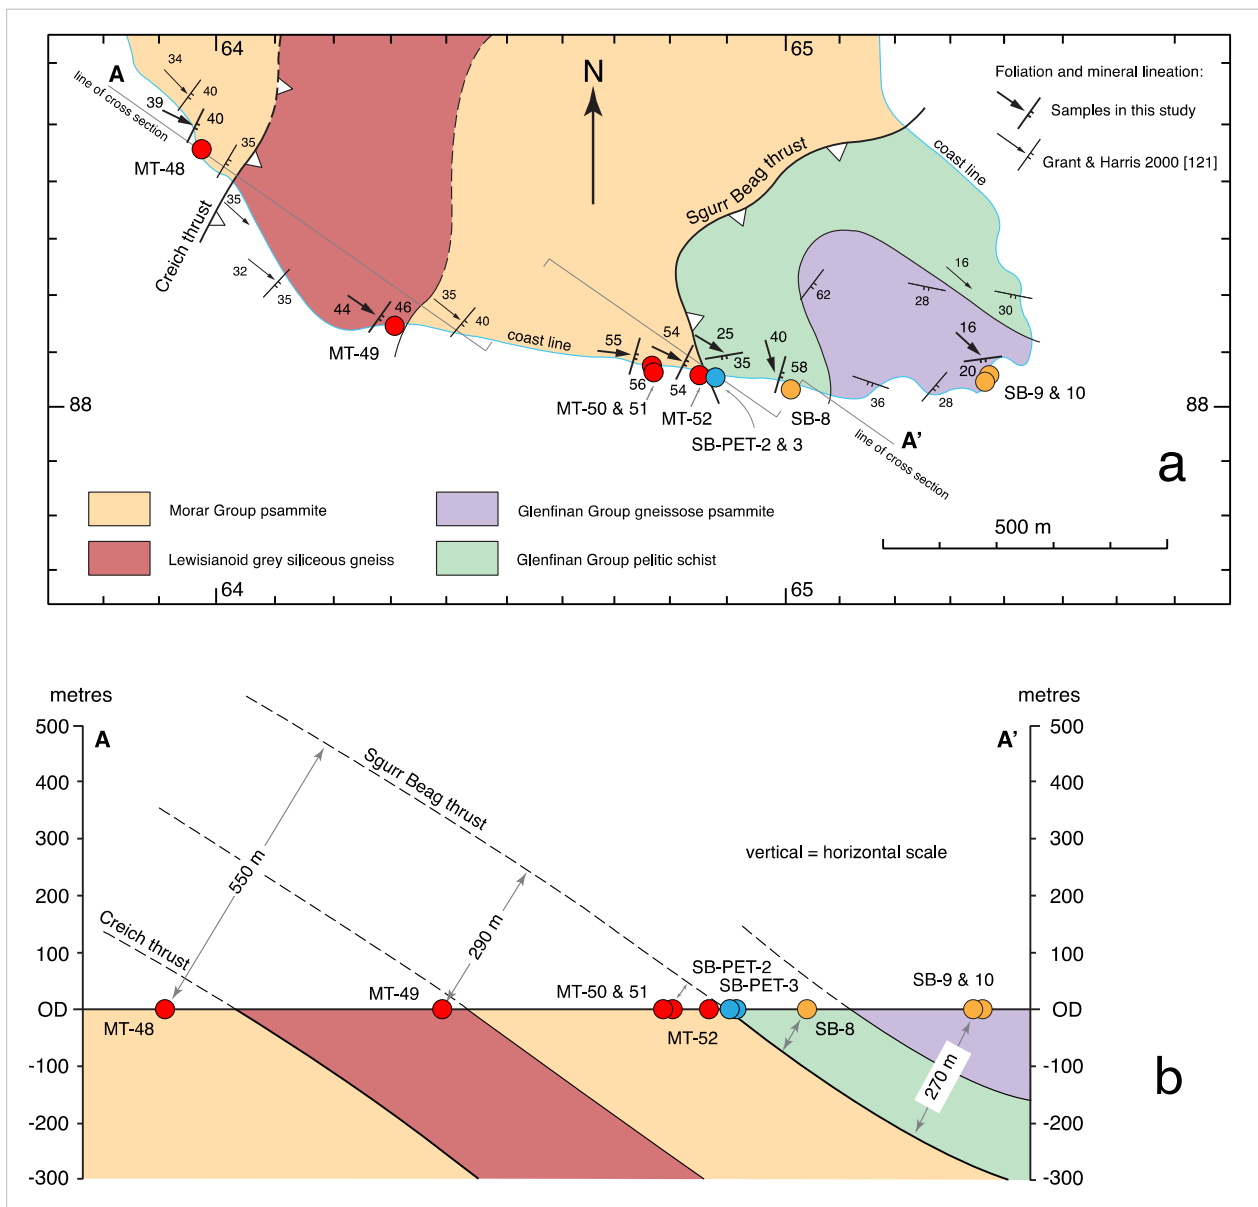 64
65
A
N
34
40
39
40
line of cross section
35
MT-48
35
Creich thrust
32
35
44
46
MT-49
35
40
coast line
Sgurr Beag thrust
coast line
Foliation and mineral lineation:
Samples in this study
Grant & Harris 2000 [121]
16
62
28
30
55
54
25
40
16
56
54
35
58
20
36
28
MT-50 & 51
MT-52
SB-8
SB-9 & 10
SB-PET-2 & 3
A’
line of cross section
88
88
a
Morar Group psammite
Glenfinan Group gneissose psammite
Lewisianoid grey siliceous gneiss
Glenfinan Group pelitic schist
500 m
64
65
metres
metres
500
A
A’
500
400
400
300
300
200
200
100
100
OD
OD
-100
-100
-200
-200
-300
-300
Sgurr Beag thrust
550 m
290 m
Creich thrust
vertical = horizontal scale
MT-48
MT-49
MT-50 & 51
SB-PET-2
SB-PET-3
MT-52
SB-8
SB-9 & 10
270 m
b